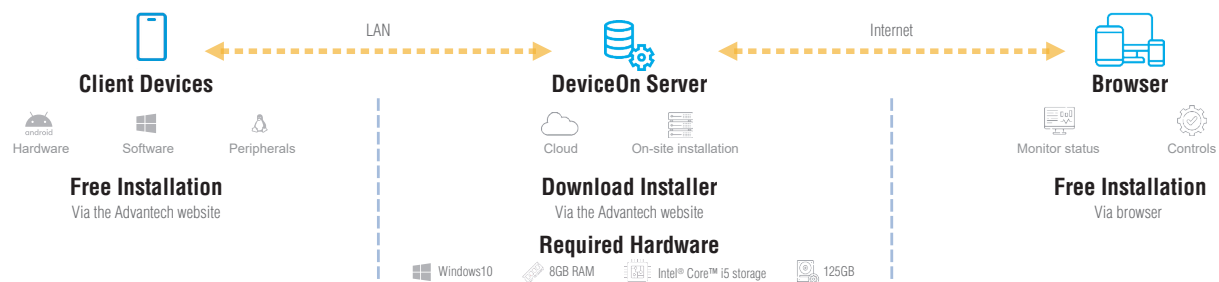 LAN
Internet
Client Devices
DeviceOn Server
Browser
android
Hardware
Software
Peripherals
Cloud
On-site installation
Monitor status
Controls
Free Installation
Via the Advantech website
Download Installer
Via the Advantech website
Free Installation
Via browser
Required Hardware
Windows10
8GB RAM
Intel® Core™ i5 storage
125GB